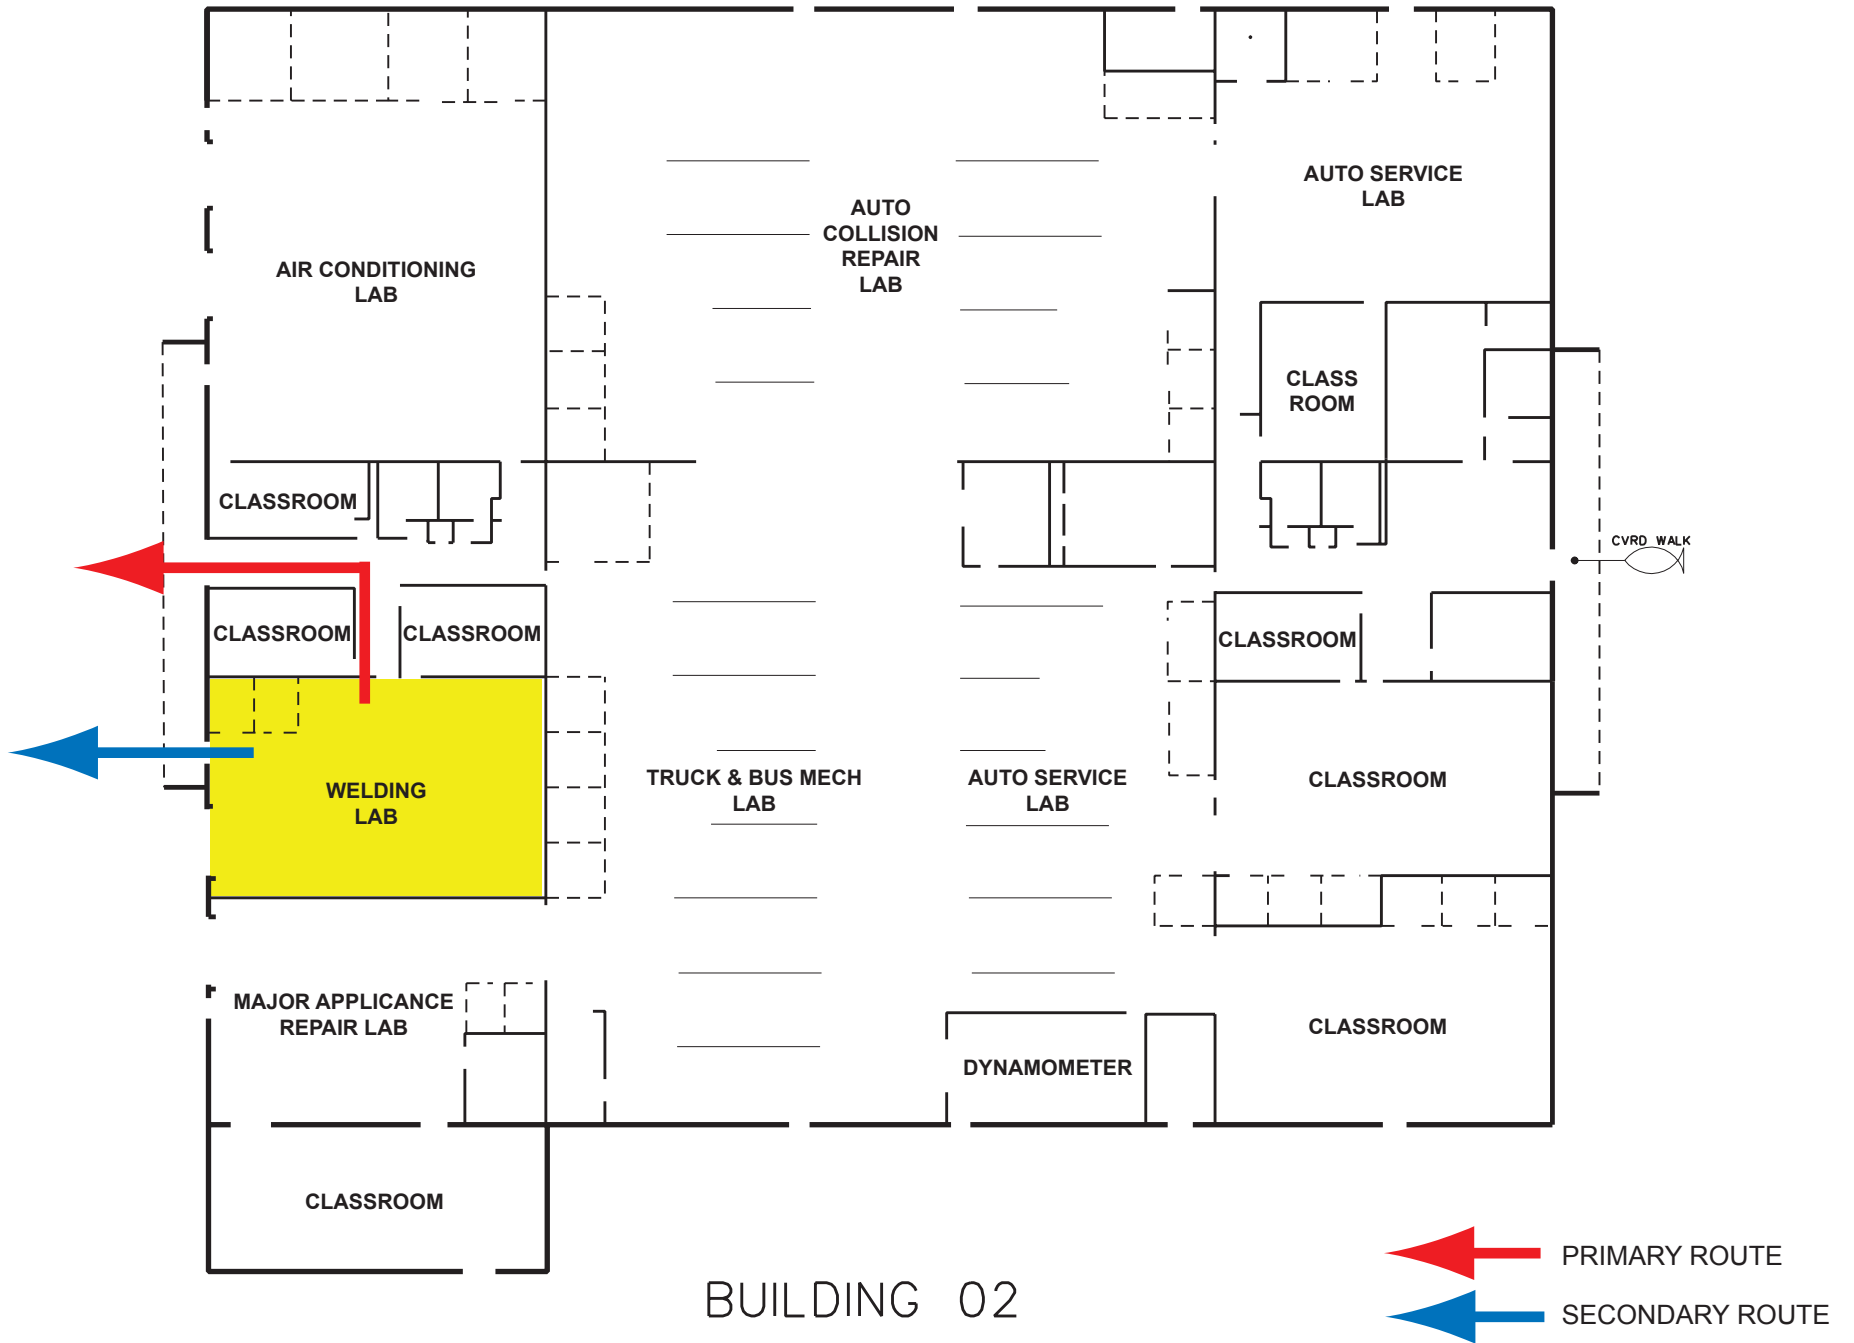 AUTO SERVICE
LAB
AUTO
COLLISION
REPAIR
LAB
AIR CONDITIONING
LAB
CLASS
ROOM
CLASSROOM
CVRD WALK
CLASSROOM
CLASSROOM
CLASSROOM
WELDING
LAB
TRUCK & BUS MECH
LAB
AUTO SERVICE
LAB
CLASSROOM
MAJOR APPLICANCE
REPAIR LAB
CLASSROOM
DYNAMOMETER
CLASSROOM
PRIMARY ROUTE
BUILDING 02
SECONDARY ROUTE